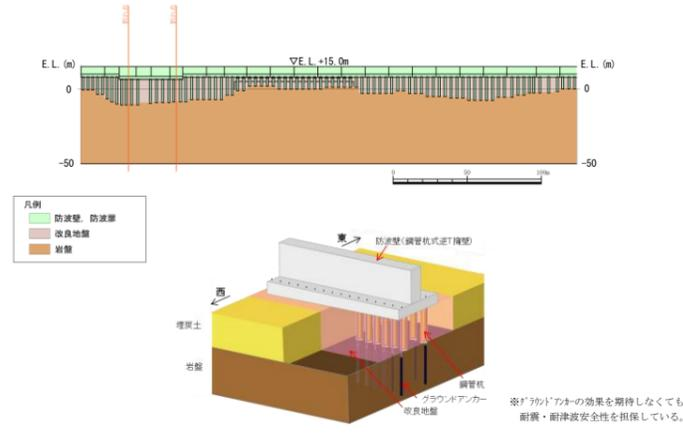 E.L.(m)
▽E.L.+15.0m
E.L.(m)
0
0
-50
-50
0
50
100m
凡例
防波壁，防波扉
改良地盤
岩盤
東
防波壁(鋼管杭式逆T擁壁)
西
埋戻土
岩盤
鋼管杭
グラウンドアンカー
改良地盤
※グラウンドアンカーの効果を期待しなくても
耐震・耐津波安全性を担保している。